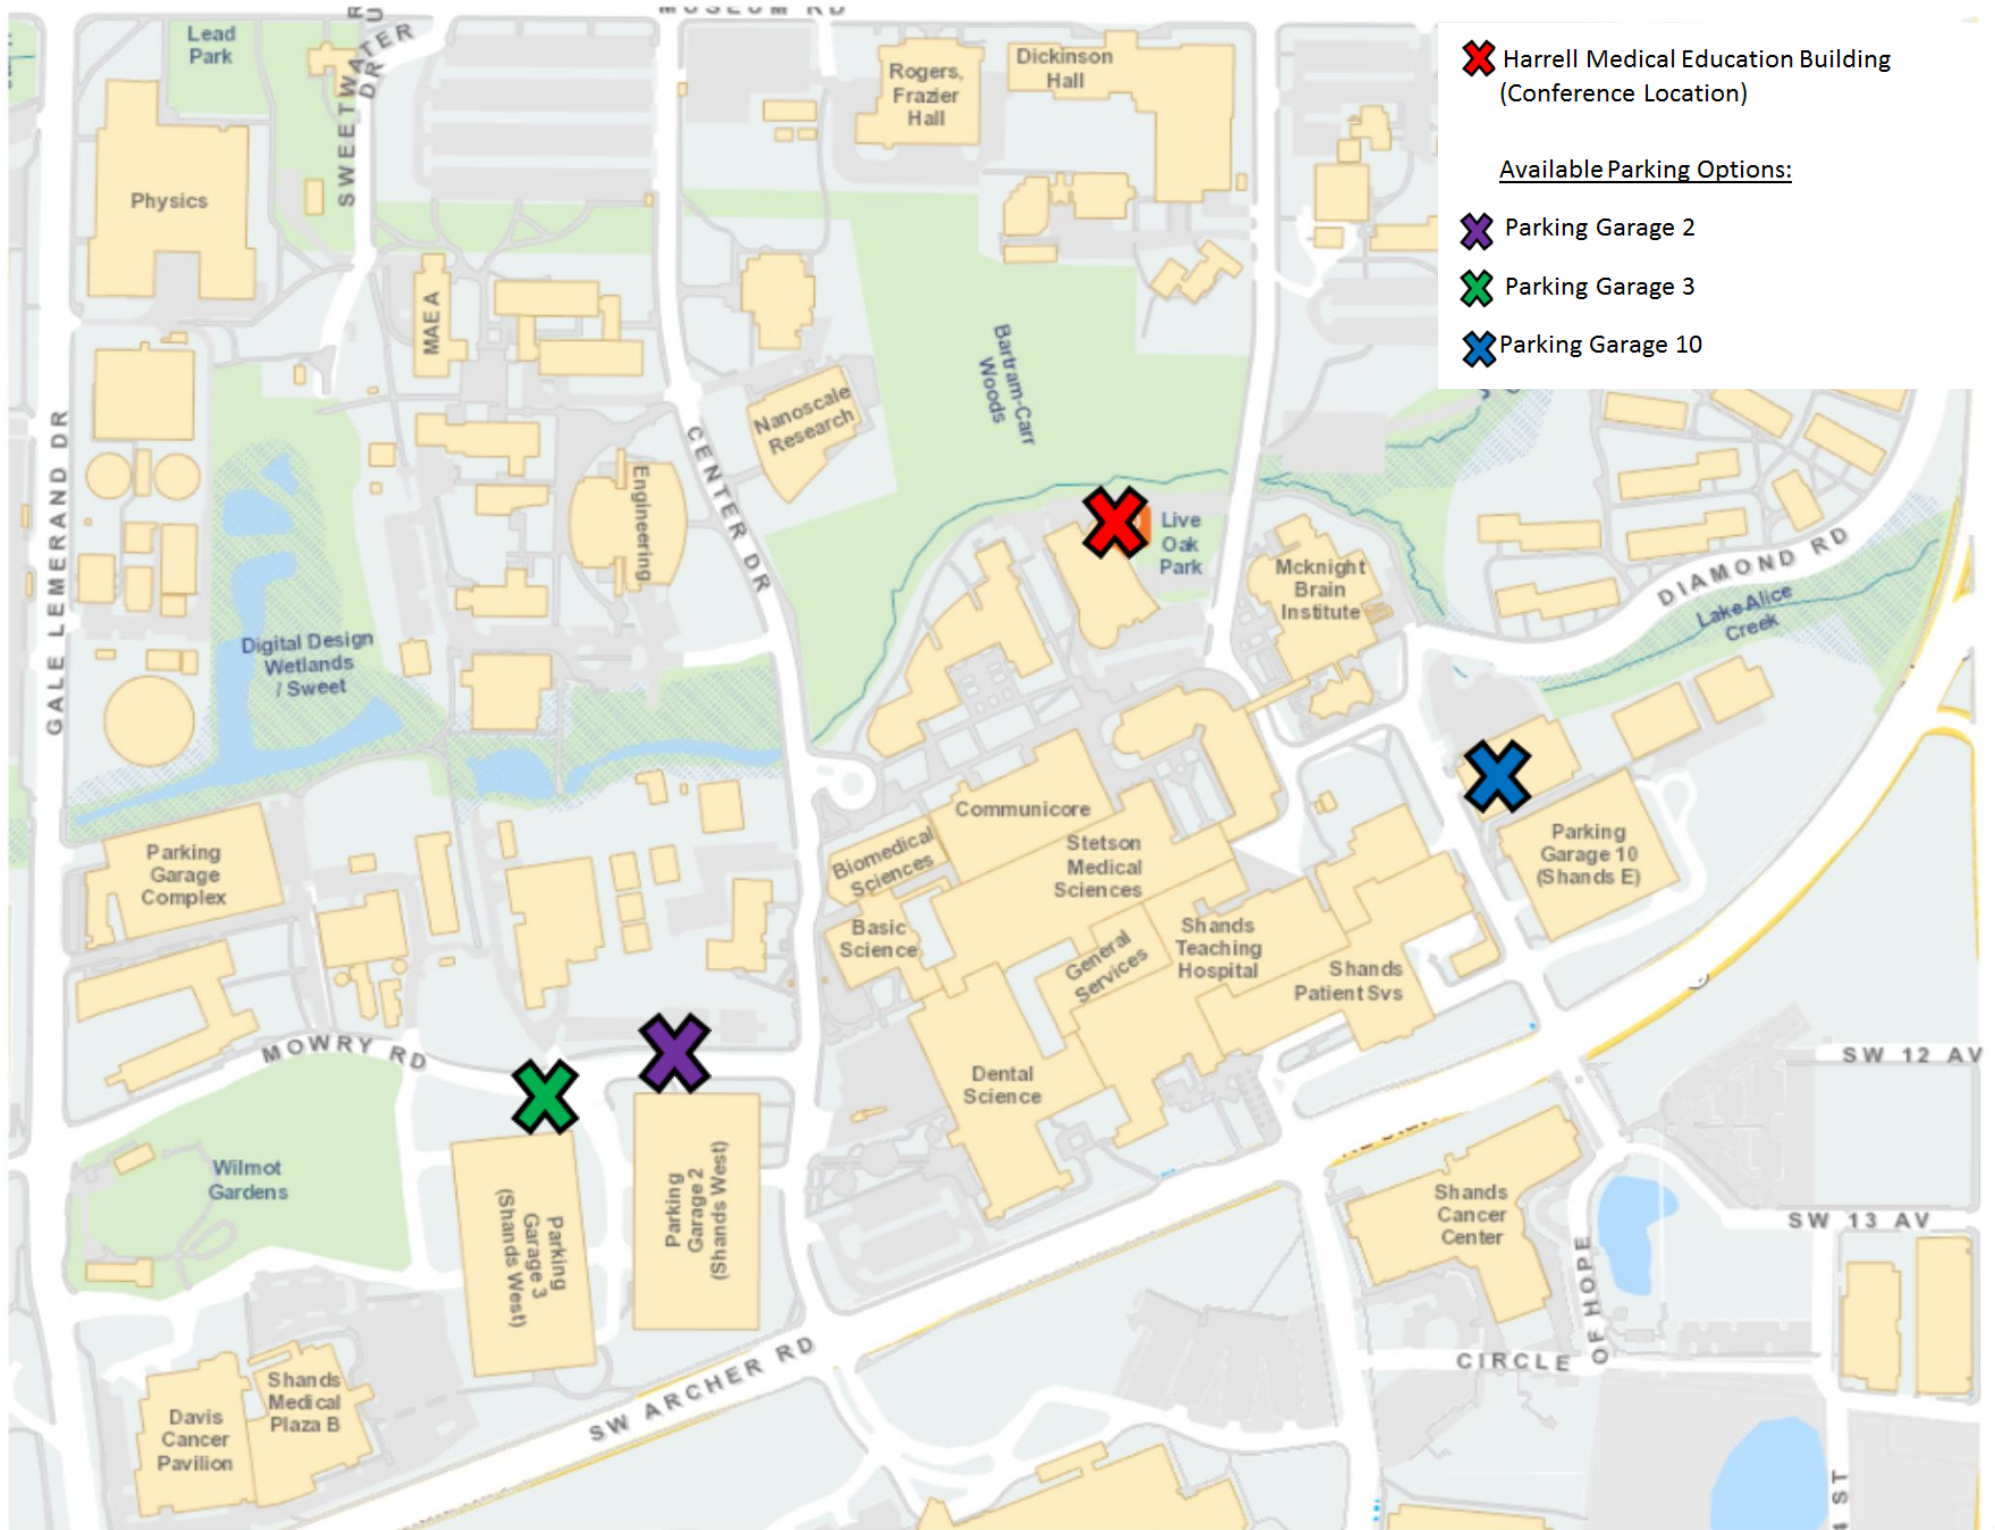 MUSEUM RD
Lead
Park
SWEETWATER
DR
Rogers,
Frazier
Hall
Dickinson
Hall
Harrell Medical Education Building
(Conference Location)
Available Parking Options:
Parking Garage 2
Parking Garage 3
Parking Garage 10
Physics
MAE A
Bartram-Carr
Woods
Nanoscale
Research
CENTER DR
Engineering
GALE LEMERAND DR
Live
Oak
Park
Mcknight
Brain
Institute
DIAMOND RD
Lake Alice
Creek
Digital Design
Wetlands
/ Sweet
Communicore
Biomedical
Sciences
Stetson
Medical
Sciences
Parking
Garage 10
(Shands E)
Parking
Garage
Complex
Basic
Science
General
Services
Shands
Teaching
Hospital
Shands
Patient Svs
MOWRY RD
Dental
Science
SW 12 AV
Wilmot
Gardens
Parking
Garage 3
(Shands West)
Parking
Garage 2
(Shands West)
Shands
Cancer
Center
SW 13 AV
OF HOPE
CIRCLE
SW ARCHER RD
Shands
Medical
Plaza B
Davis
Cancer
Pavilion
ST